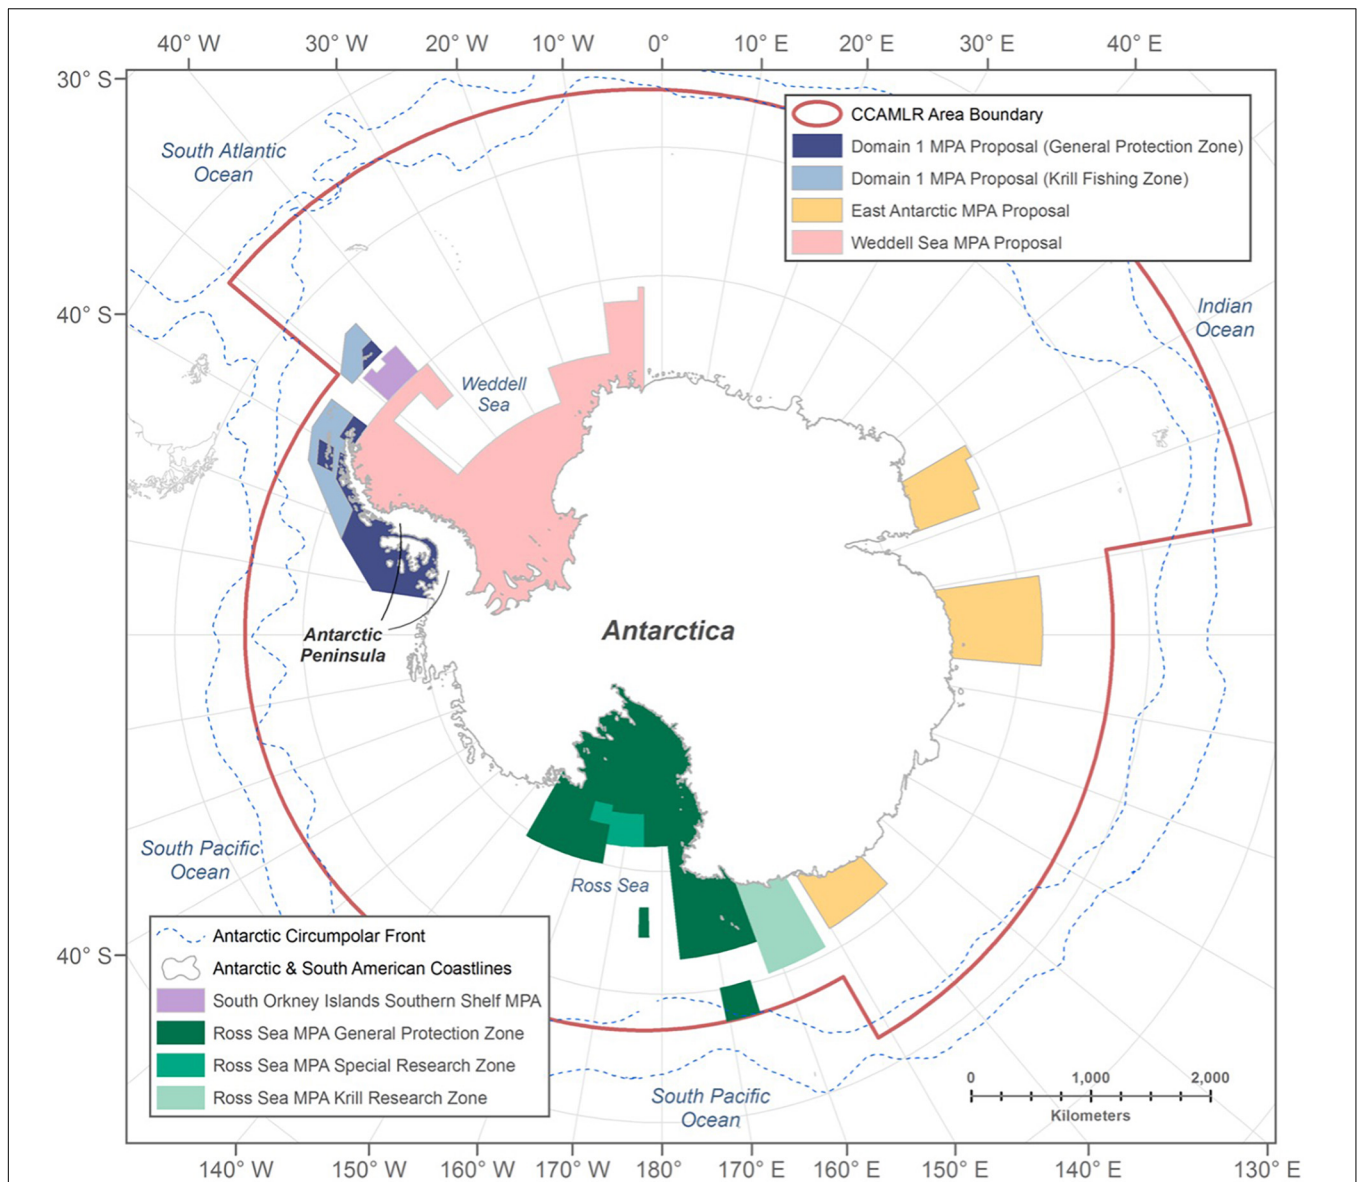 40° W
30° W
20° W
10° W
0°
10° E
20° E
30° E
40° E
30° S
CCAMLR Area Boundary
Domain 1 MPA Proposal (General Protection Zone)
Domain 1 MPA Proposal (Krill Fishing Zone)
East Antarctic MPA Proposal
Weddell Sea MPA Proposal
South Atlantic
Ocean
Indian
Ocean
40° S
Weddell
Sea
Antarctica
Antarctic
Peninsula
South Pacific
Ocean
Ross Sea
Antarctic Circumpolar Front
Antarctic & South American Coastlines
South Orkney Islands Southern Shelf MPA
Ross Sea MPA General Protection Zone
Ross Sea MPA Special Research Zone
Ross Sea MPA Krill Research Zone
40° S
South Pacific
Ocean
0
1,000
2,000
Kilometers
140° W
150° W
160° W
170° W
180°
170° E
160° E
150° E
140° E
130° E